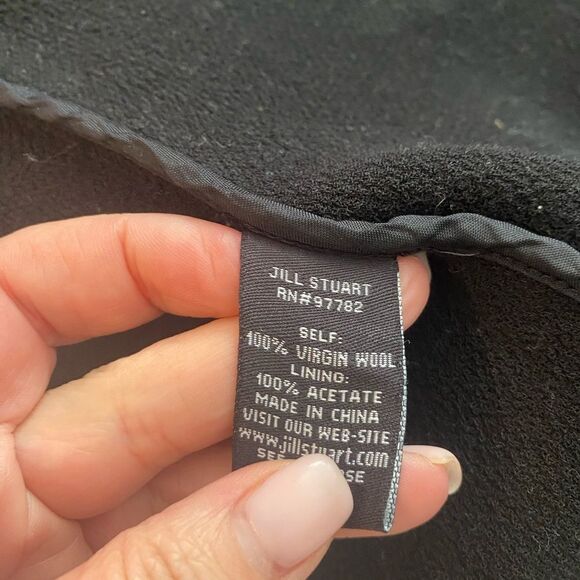 JILL STUART
RN#97782
SELF:
100% VIRGIN WOOL
LINING:
100% ACETATE
MADE IN CHINA
VISIT OUR WEB-SITE
www.jillstuart.com
SEE